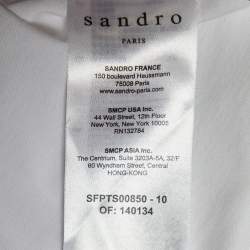 sandro
PARIS
SANDRO FRANCE
150 boulevard Haussmann
75008 Paris
www.sandro-paris.com
SMCP USA Inc.
44 Wall Street, 12th Floor
New York, New York 10005
RN132784
SMCP ASIA Inc.
The Centrium, Suite 3203A-5A, 32/F
60 Wyndham Street, Central
HONG-KONG
SFPTS00850 - 10
OF: 140134